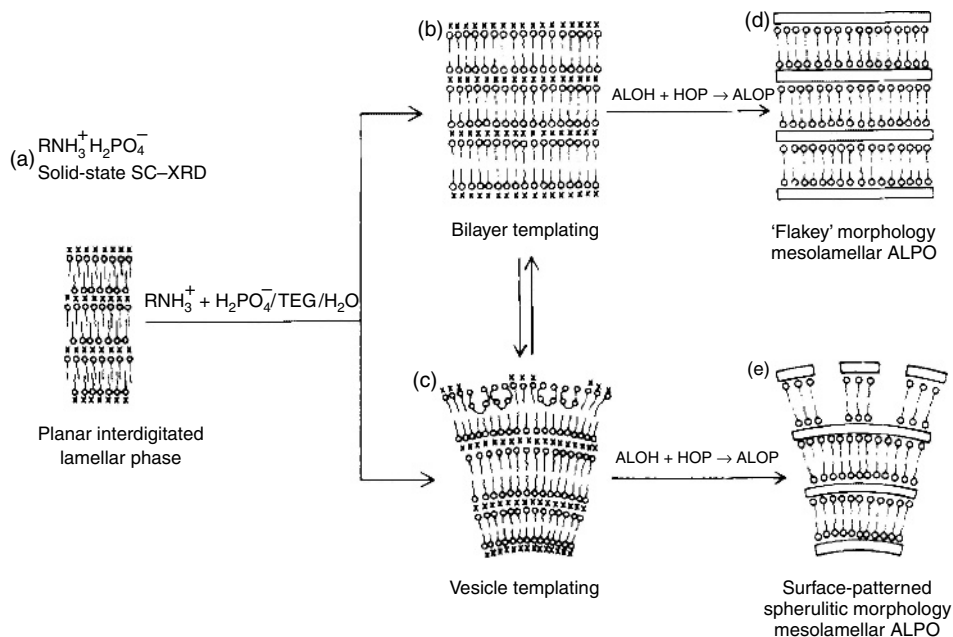 (a) RNH₃⁺H₂PO₄⁻
Solid-state SC–XRD
Planar interdigitated
lamellar phase
RNH₃⁺ + H₂PO₄⁻/TEG/H₂O
(b)
Bilayer templating
(c)
Vesicle templating
ALOH + HOP → ALOP
(d)
'Flakey' morphology
mesolamellar ALPO
ALOH + HOP → ALOP
(e)
Surface-patterned
spherulitic morphology
mesolamellar ALPO